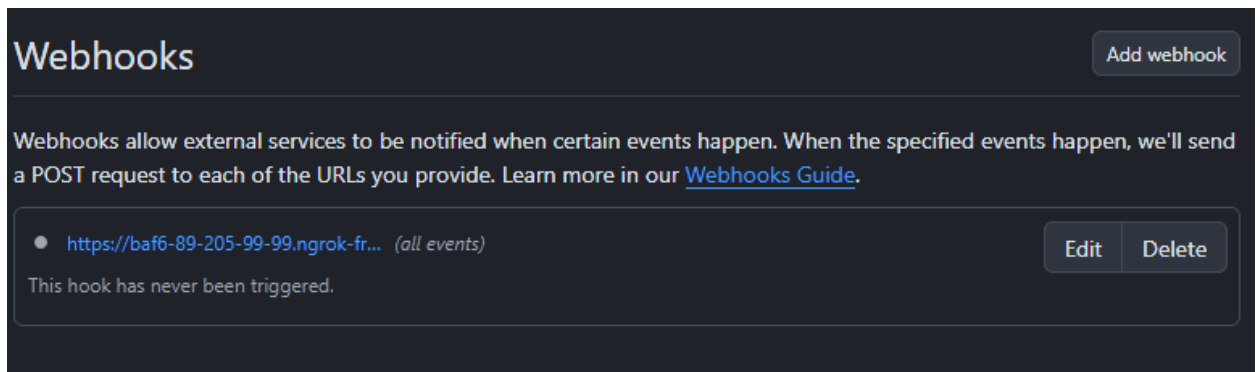 Webhooks
Add webhook
Webhooks allow external services to be notified when certain events happen. When the specified events happen, we'll send
a POST request to each of the URLs you provide. Learn more in our Webhooks Guide.
https://baf6-89-205-99-99.ngrok-fr... (all events)
Edit
Delete
This hook has never been triggered.